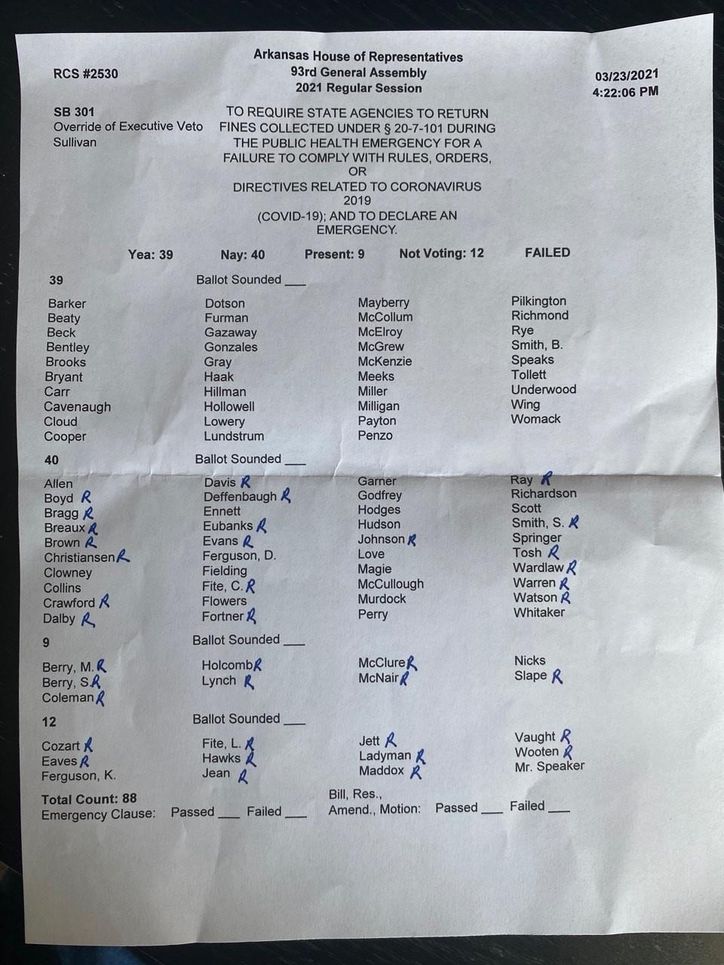 Arkansas House of Representatives
RCS #2530 93rd General Assembly 03/23/2021
2021 Regular Session 4:22:06 PM
SB 301 TO REQUIRE STATE AGENCIES TO RETURN
Override of Executive Veto FINES COLLECTED UNDER § 20-7-101 DURING
Sullivan THE PUBLIC HEALTH EMERGENCY FOR A
FAILURE TO COMPLY WITH RULES, ORDERS,
OR
DIRECTIVES RELATED TO CORONAVIRUS
2019
(COVID-19); AND TO DECLARE AN
EMERGENCY.
Yea: 39 Nay: 40 Present: 9 Not Voting: 12 FAILED
39 Ballot Sounded ___
Barker Dotson Mayberry Pilkington
Beaty Furman McCollum Richmond
Beck Gazaway McElroy Rye
Bentley Gonzales McGrew Smith, B.
Brooks Gray McKenzie Speaks
Bryant Haak Meeks Tollett
Carr Hillman Miller Underwood
Cavenaugh Hollowell Milligan Wing
Cloud Lowery Payton Womack
Cooper Lundstrum Penzo
40 Ballot Sounded ___
Allen Davis R Garner Ray R
Boyd R Deffenbaugh R Godfrey Richardson
Bragg R Ennett Hodges Scott
Breaux R Eubanks R Hudson Smith, S. R
Brown R Evans R Johnson R Springer
Christiansen R Ferguson, D. Love Tosh R
Clowney Fielding Magie Wardlaw R
Collins Fite, C. R McCullough Warren R
Crawford R Flowers Murdock Watson R
Dalby R Fortner R Perry Whitaker
9 Ballot Sounded ___
Berry, M. R Holcomb R McClure R Nicks
Berry, S. R Lynch R McNair R Slape R
Coleman R
12 Ballot Sounded ___
Cozart R Fite, L. R Jett R Vaught R
Eaves R Hawks R Ladyman R Wooten R
Ferguson, K. Jean R Maddox R Mr. Speaker
Total Count: 88 Bill, Res.,
Emergency Clause: Passed ___ Failed ___ Amend., Motion: Passed ___ Failed ___